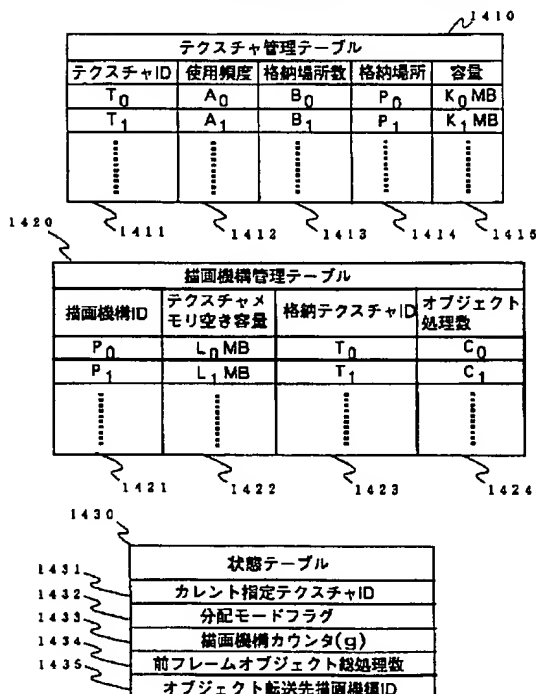 1410
テクスチャ管理テーブル
テクスチャID 使用頻度 格納場所数 格納場所 容量
T0 A0 B0 P0 K0 MB
T1 A1 B1 P1 K1 MB
1411 1412 1413 1414 1415
1420
描画機構管理テーブル
描画機構ID テクスチャメモリ空き容量 格納テクスチャID オブジェクト処理数
P0 L0 MB T0 C0
P1 L1 MB T1 C1
1421 1422 1423 1424
1430
状態テーブル
1431 カレント指定テクスチャID
1432 分配モードフラグ
1433 描画機構カウンタ(g)
1434 前フレームオブジェクト総処理数
1435 オブジェクト転送先描画機構ID